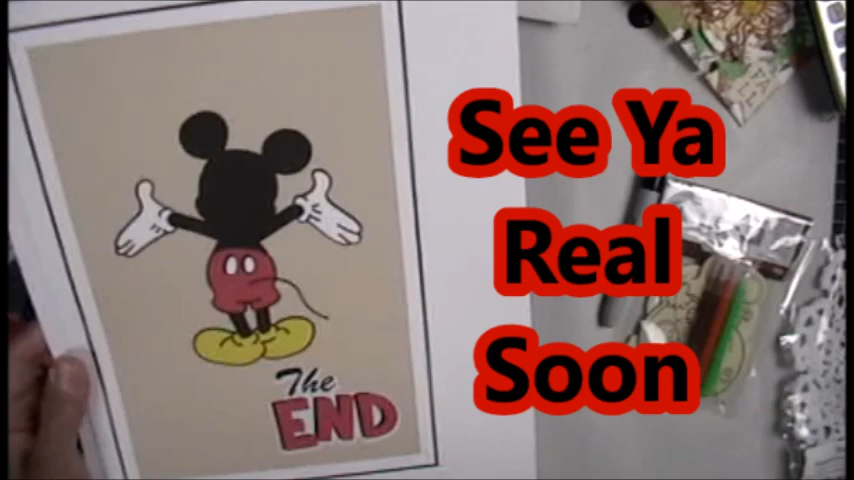 See Ya
Real
Soon
The
END